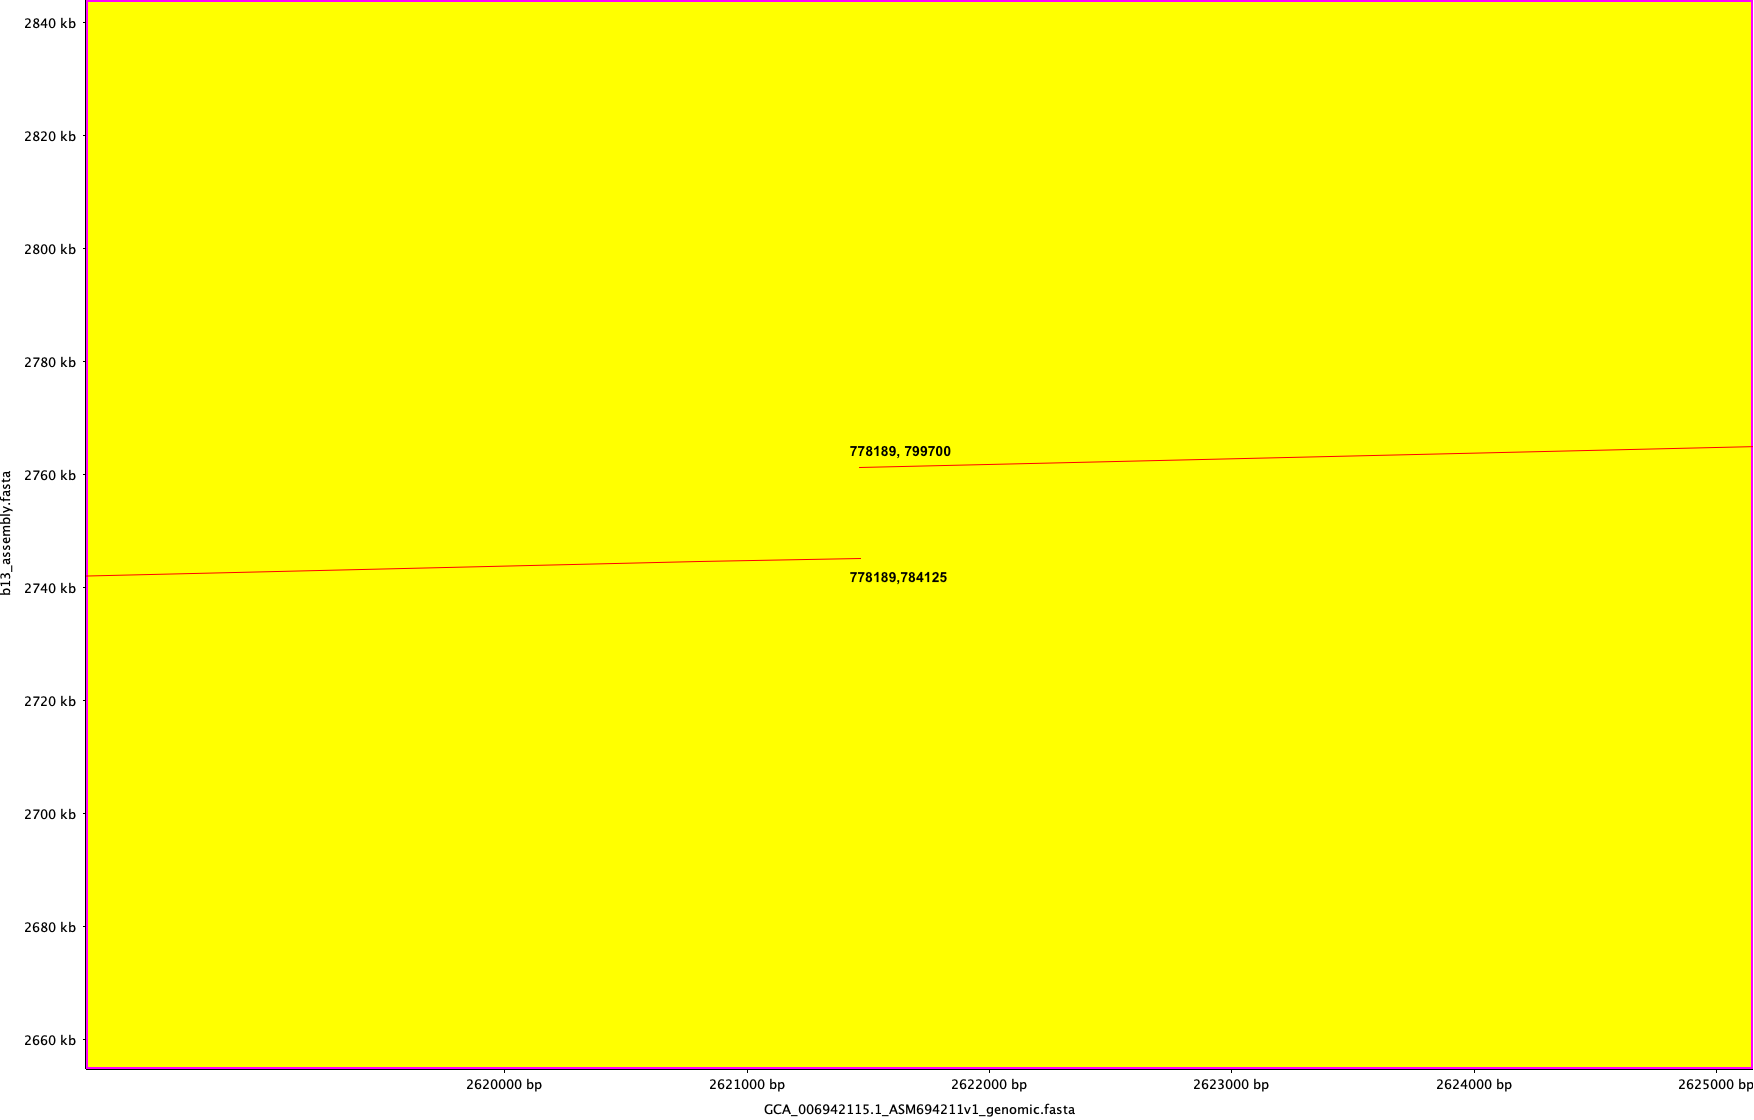 2840 kb
2820 kb
2800 kb
2780 kb
2760 kb
2740 kb
2720 kb
2700 kb
2680 kb
2660 kb
b13_assembly.fasta
778189, 799700
778189,784125
2620000 bp 2621000 bp 2622000 bp 2623000 bp 2624000 bp 2625000 bp
GCA_006942115.1_ASM694211v1_genomic.fasta